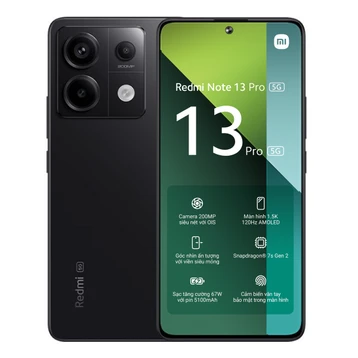 200MP
Redmi 5G
Redmi Note 13 Pro 5G
13 Pro 5G
Camera 200MP
siêu nét với OIS
Màn hình 1.5K
120Hz AMOLED
Góc nhìn ấn tượng
với viền siêu mỏng
Snapdragon® 7s Gen 2
Sạc tăng cường 67W
với pin 5100mAh
Cảm biến vân tay
bảo mật trong màn hình